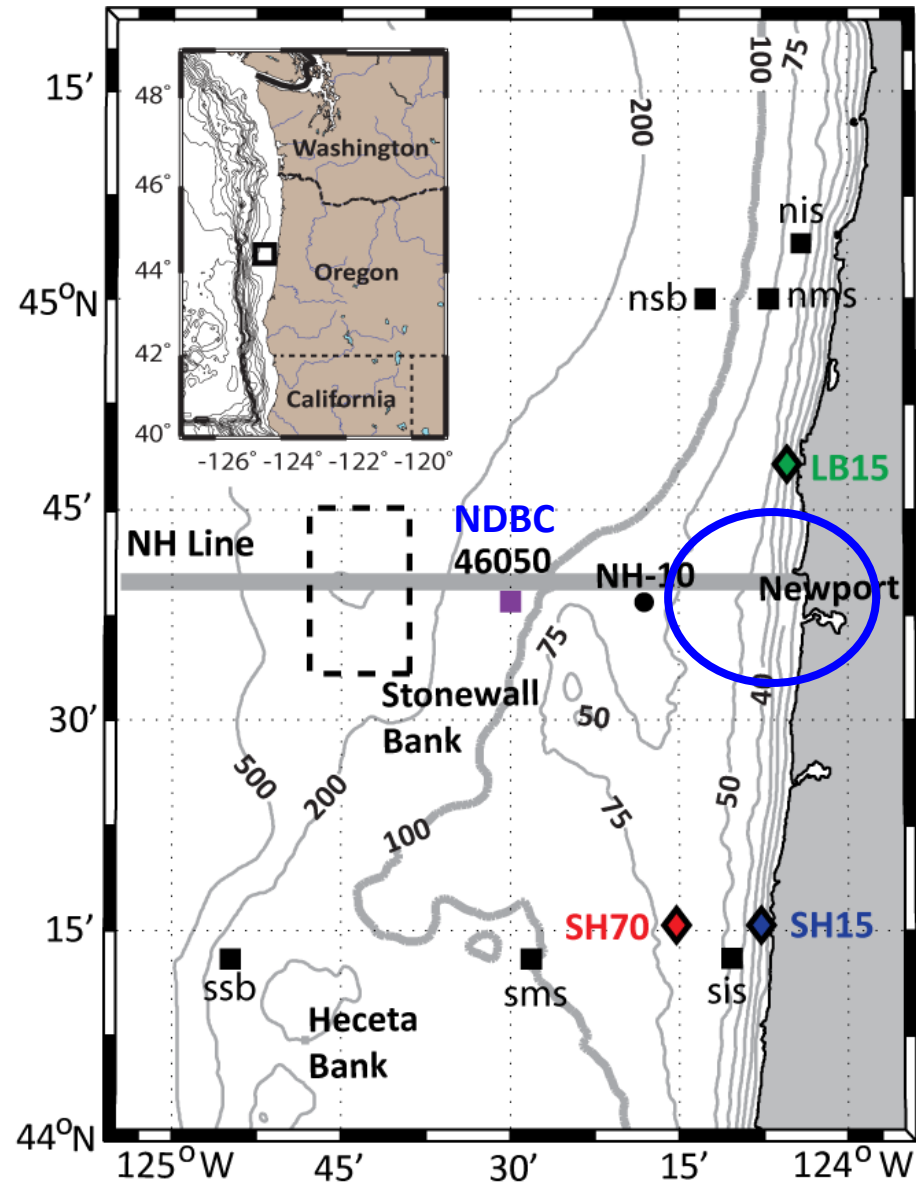 15′
100
75
200
48°
Washington
46°
nis
44°
Oregon
45°N
nsb
nms
42°
California
40°
-126°
-124°
-122°
-120°
LB15
45′
NDBC
NH Line
46050
NH-10
Newport
75
40
Stonewall
Bank
50
30′
500
200
50
75
100
15′
SH70
SH15
ssb
sms
sis
Heceta
Bank
44°N
125°W
45′
30′
15′
124°W